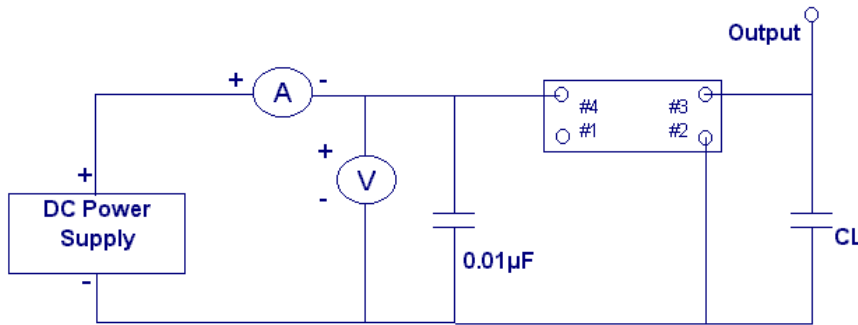 Output
+
A
-
#4
#3
#1
#2
+
V
-
+
DC Power
Supply
-
0.01µF
CL